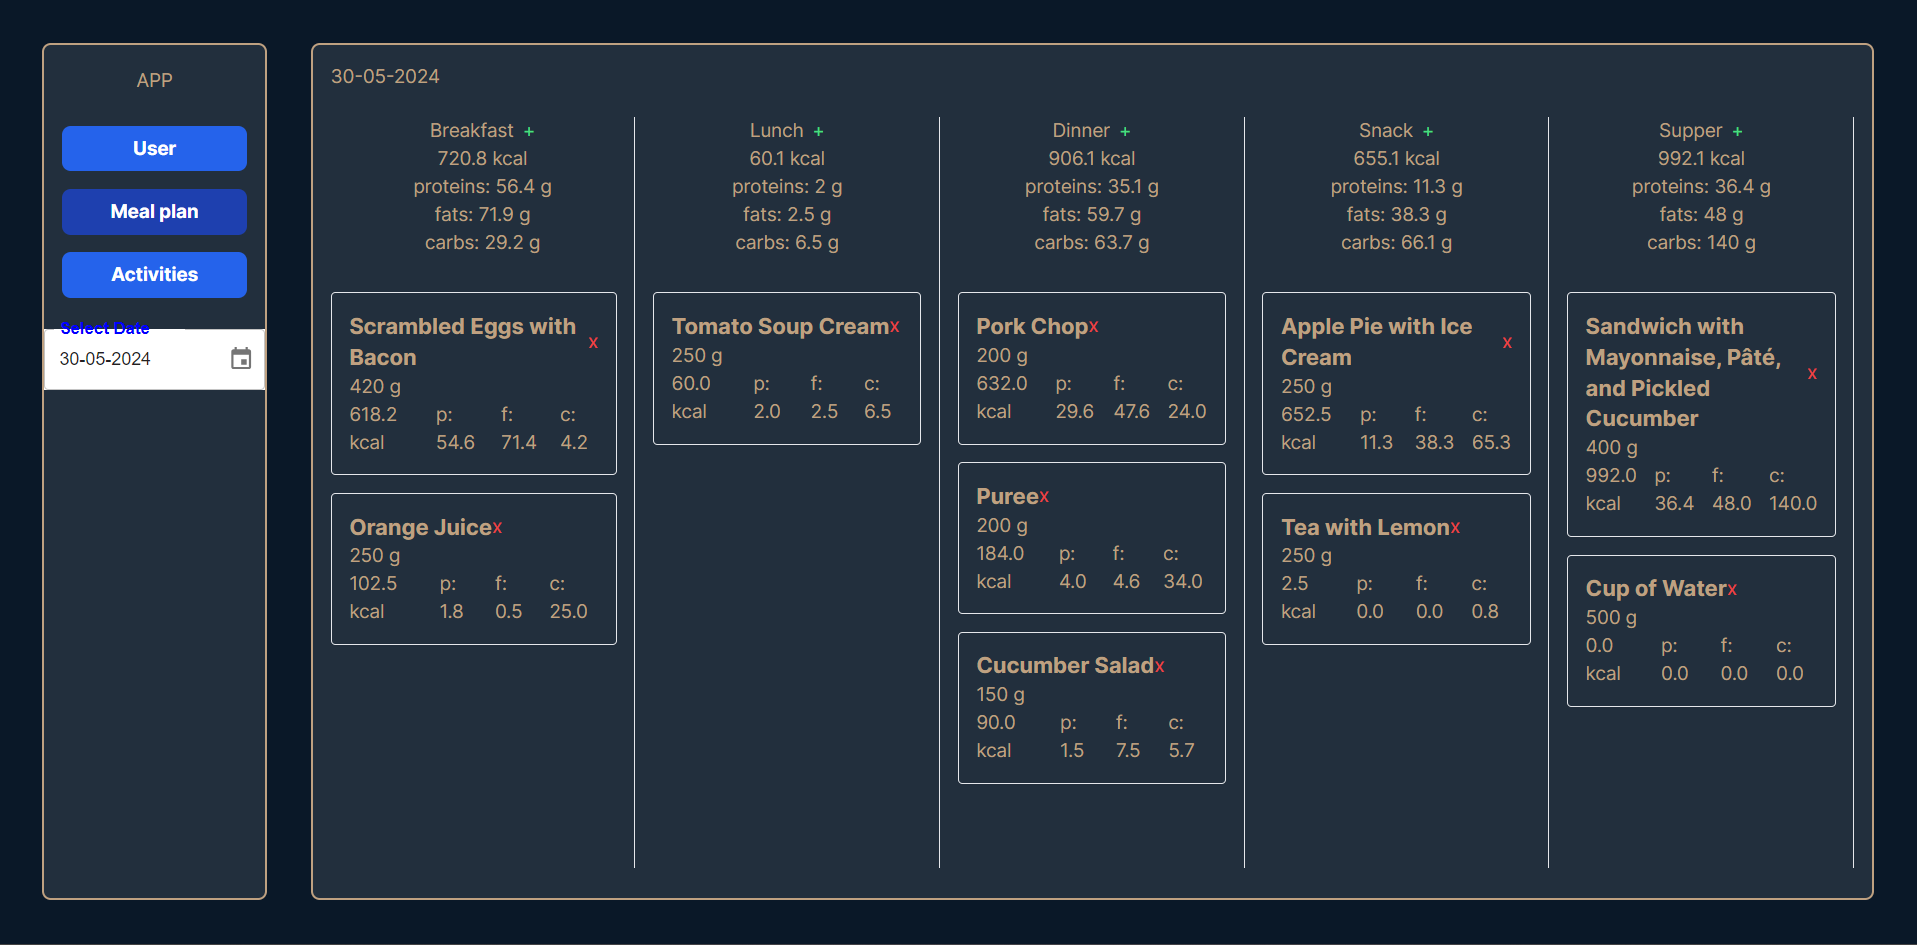 APP
User
Meal plan
Activities
Select Date
30-05-2024
30-05-2024
Breakfast +
720.8 kcal
proteins: 56.4 g
fats: 71.9 g
carbs: 29.2 g
Scrambled Eggs with
Bacon
x
420 g
618.2 p: f: c:
kcal 54.6 71.4 4.2
Orange Juicex
250 g
102.5 p: f: c:
kcal 1.8 0.5 25.0
Lunch +
60.1 kcal
proteins: 2 g
fats: 2.5 g
carbs: 6.5 g
Tomato Soup Creamx
250 g
60.0 p: f: c:
kcal 2.0 2.5 6.5
Dinner +
906.1 kcal
proteins: 35.1 g
fats: 59.7 g
carbs: 63.7 g
Pork Chopx
200 g
632.0 p: f: c:
kcal 29.6 47.6 24.0
Pureex
200 g
184.0 p: f: c:
kcal 4.0 4.6 34.0
Cucumber Saladx
150 g
90.0 p: f: c:
kcal 1.5 7.5 5.7
Snack +
655.1 kcal
proteins: 11.3 g
fats: 38.3 g
carbs: 66.1 g
Apple Pie with Ice
Cream
x
250 g
652.5 p: f: c:
kcal 11.3 38.3 65.3
Tea with Lemonx
250 g
2.5 p: f: c:
kcal 0.0 0.0 0.8
Supper +
992.1 kcal
proteins: 36.4 g
fats: 48 g
carbs: 140 g
Sandwich with
Mayonnaise, Pâté,
and Pickled
Cucumber
x
400 g
992.0 p: f: c:
kcal 36.4 48.0 140.0
Cup of Waterx
500 g
0.0 p: f: c:
kcal 0.0 0.0 0.0